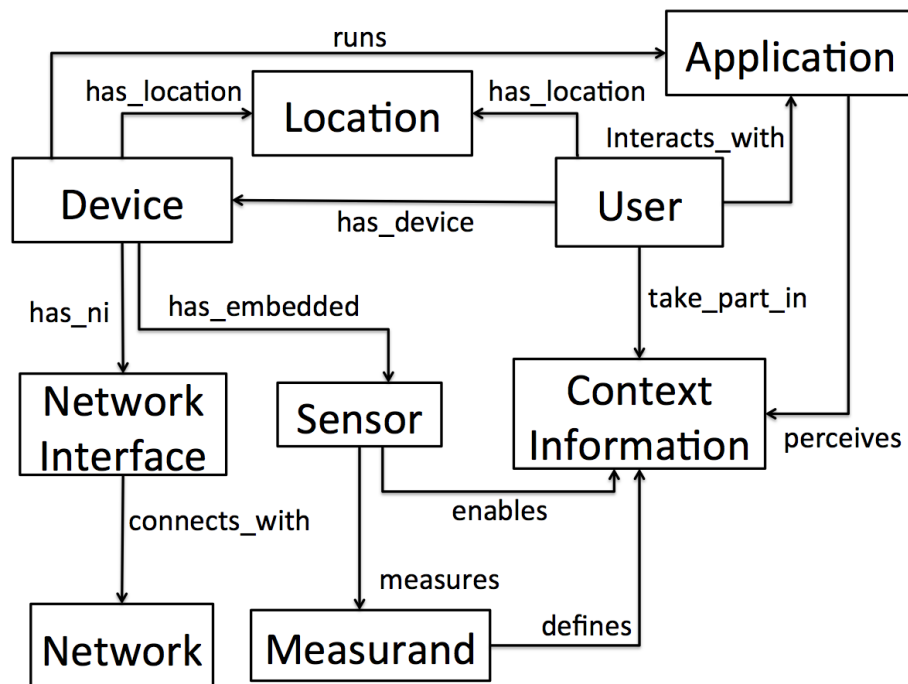 runs
Application
has_location
Location
has_location
Interacts_with
Device
User
has_device
has_ni
has_embedded
take_part_in
Network
Interface
Sensor
Context
Information
perceives
connects_with
enables
measures
Network
Measurand
defines